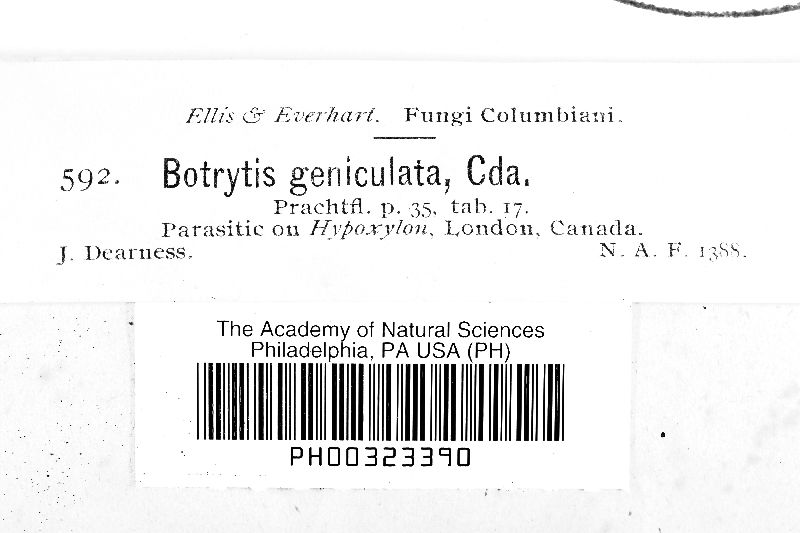 Ellis & Everhart. Fungi Columbiani.
592. Botrytis geniculata, Cda.
Prachtfl. p. 35, tab. 17.
Parasitic on Hypoxylon, London, Canada.
J. Dearness. N. A. F. 1388.
The Academy of Natural Sciences
Philadelphia, PA USA (PH)
PH00323390